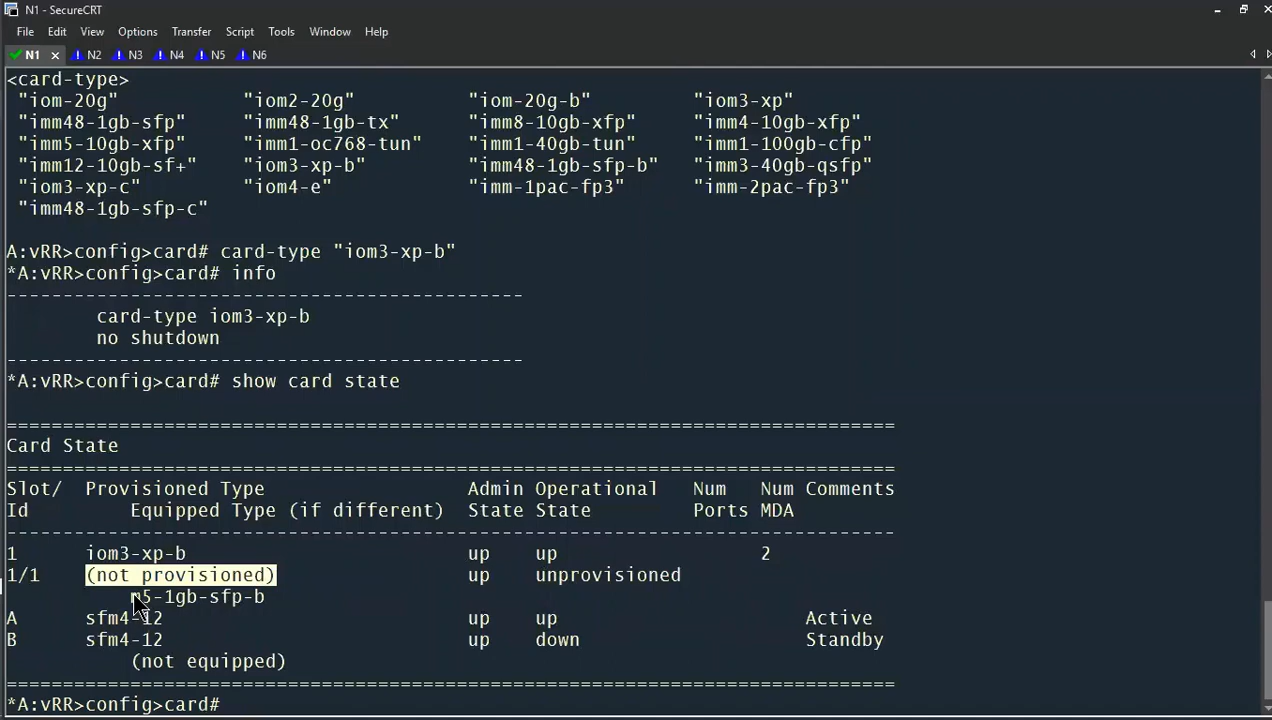 N1 - SecureCRT
File Edit View Options Transfer Script Tools Window Help
N1 N2 N3 N4 N5 N6
<card-type>
"iom-20g" "iom2-20g" "iom-20g-b" "iom3-xp"
"imm48-1gb-sfp" "imm48-1gb-tx" "imm8-10gb-xfp" "imm4-10gb-xfp"
"imm5-10gb-xfp" "imm1-oc768-tun" "imm1-40gb-tun" "imm1-100gb-cfp"
"imm12-10gb-sf+" "iom3-xp-b" "imm48-1gb-sfp-b" "imm3-40gb-qsfp"
"iom3-xp-c" "iom4-e" "imm-1pac-fp3" "imm-2pac-fp3"
"imm48-1gb-sfp-c"
A:vRR>config>card# card-type "iom3-xp-b"
*A:vRR>config>card# info
----------------------------------------------
card-type iom3-xp-b
no shutdown
----------------------------------------------
*A:vRR>config>card# show card state
===============================================================================
Card State
===============================================================================
Slot/ Provisioned Type Admin Operational Num Num Comments
Id Equipped Type (if different) State State Ports MDA
-------------------------------------------------------------------------------
1 iom3-xp-b up up 2
1/1 (not provisioned) up unprovisioned
m5-1gb-sfp-b
A sfm4-12 up up Active
B sfm4-12 up down Standby
(not equipped)
===============================================================================
*A:vRR>config>card#